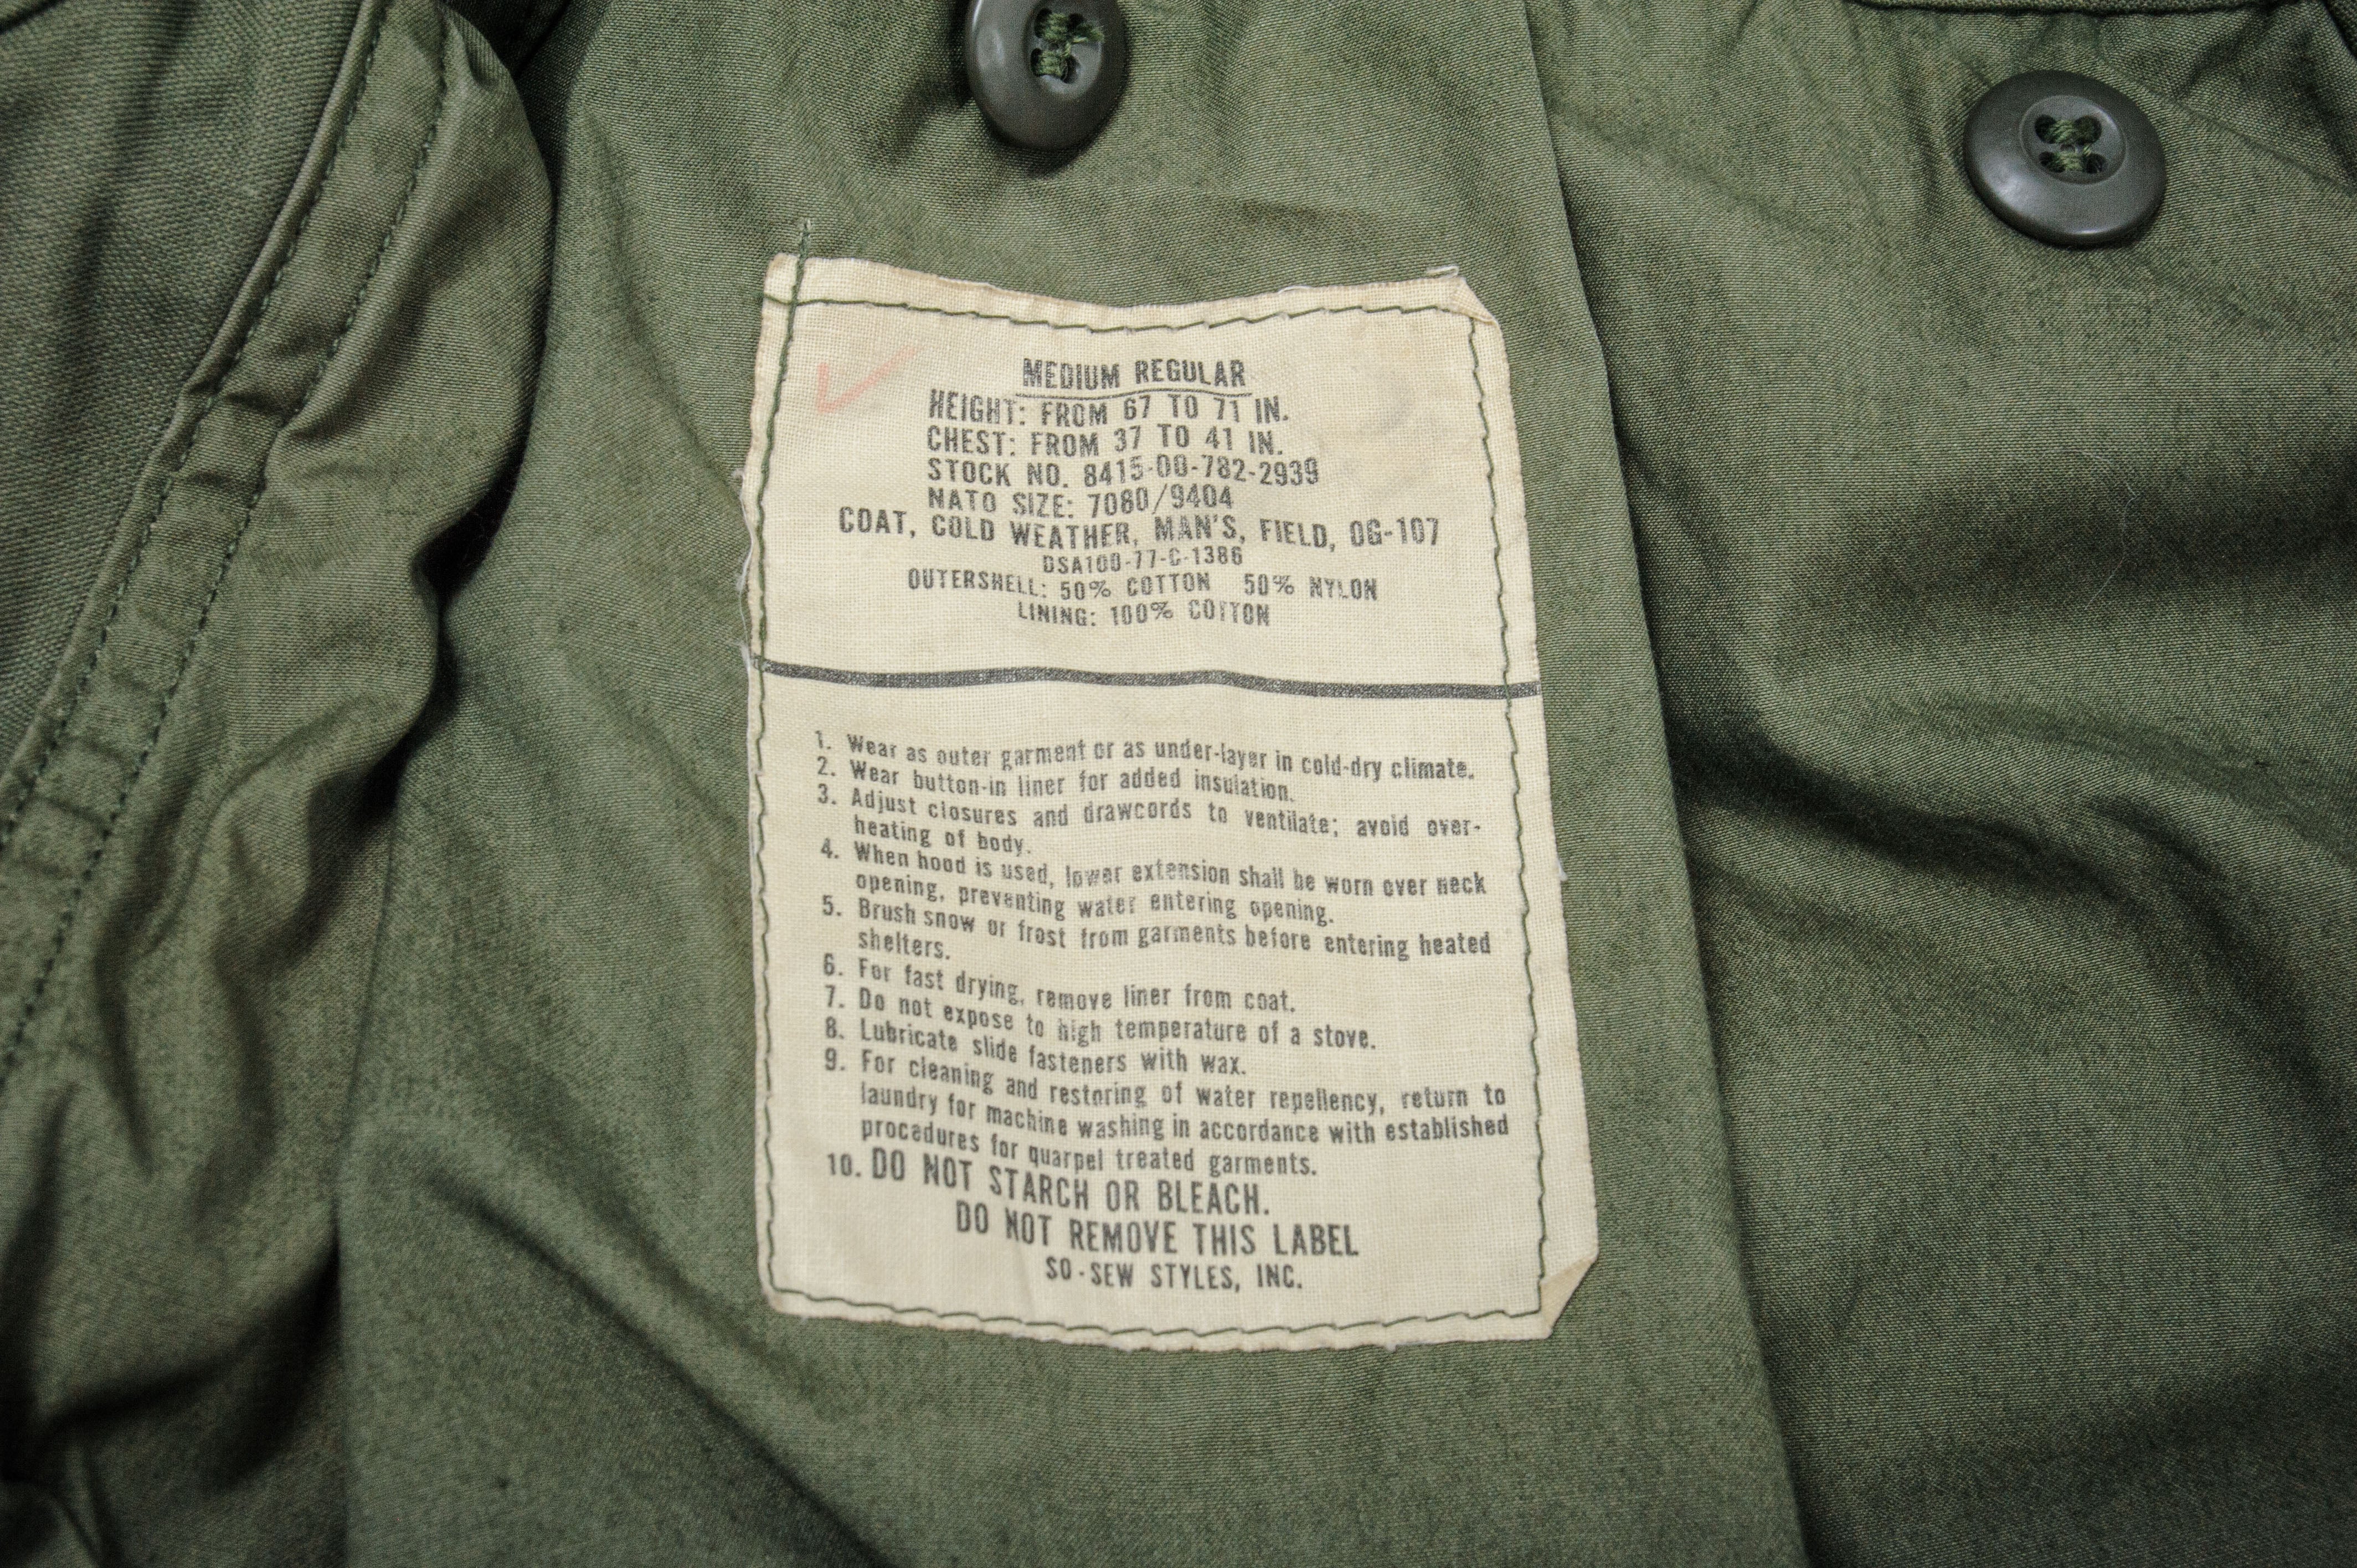 MEDIUM REGULAR
HEIGHT: FROM 67 TO 71 IN.
CHEST: FROM 37 TO 41 IN.
STOCK NO. 8415-00-782-2939
NATO SIZE: 7080/9404
COAT, COLD WEATHER, MAN'S, FIELD, OG-107
DSA100-77-C-1386
OUTERSHELL: 50% COTTON 50% NYLON
LINING: 100% COTTON
1. Wear as outer garment or as under-layer in cold-dry climate.
2. Wear button-in liner for added insulation.
3. Adjust closures and drawcords to ventilate; avoid over-
heating of body.
4. When hood is used, lower extension shall be worn over neck
opening, preventing water entering opening.
5. Brush snow or frost from garments before entering heated
shelters.
6. For fast drying, remove liner from coat.
7. Do not expose to high temperature of a stove.
8. Lubricate slide fasteners with wax.
9. For cleaning and restoring of water repellency, return to
laundry for machine washing in accordance with established
procedures for quarpel treated garments.
10. DO NOT STARCH OR BLEACH.
DO NOT REMOVE THIS LABEL
SO-SEW STYLES, INC.